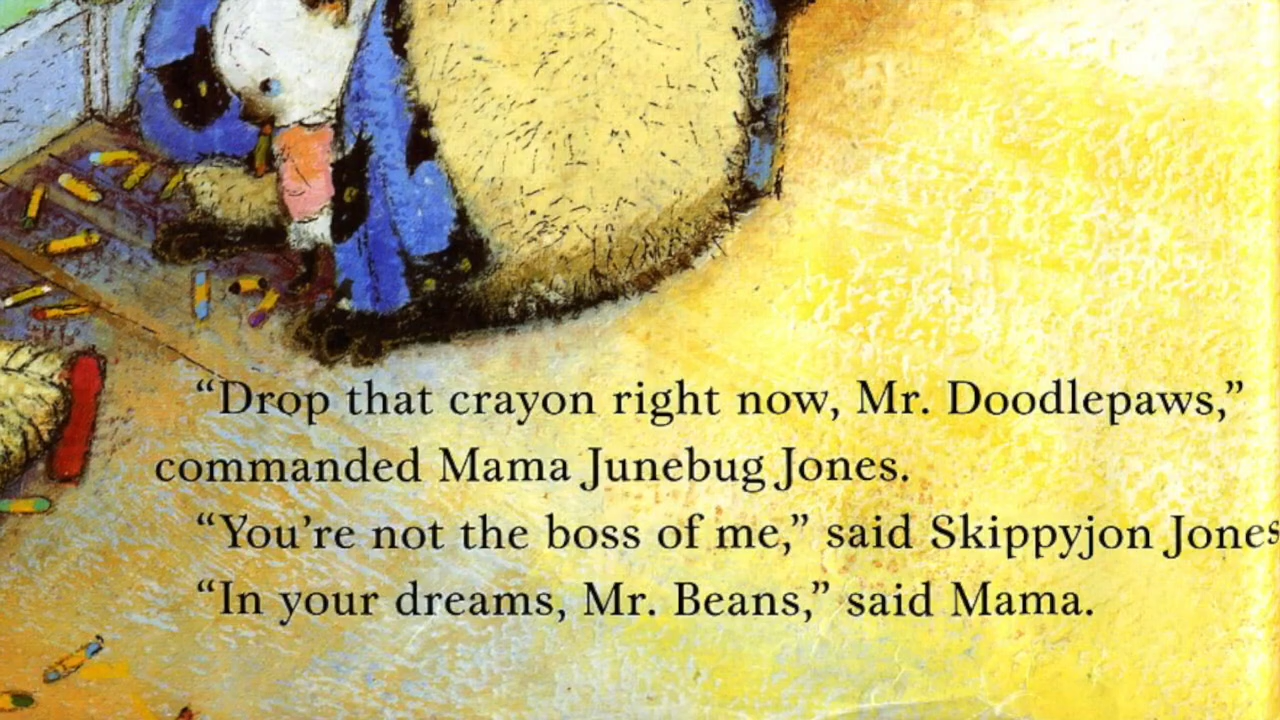 “Drop that crayon right now, Mr. Doodlepaws,”
commanded Mama Junebug Jones.
“You’re not the boss of me,” said Skippyjon Jones
“In your dreams, Mr. Beans,” said Mama.